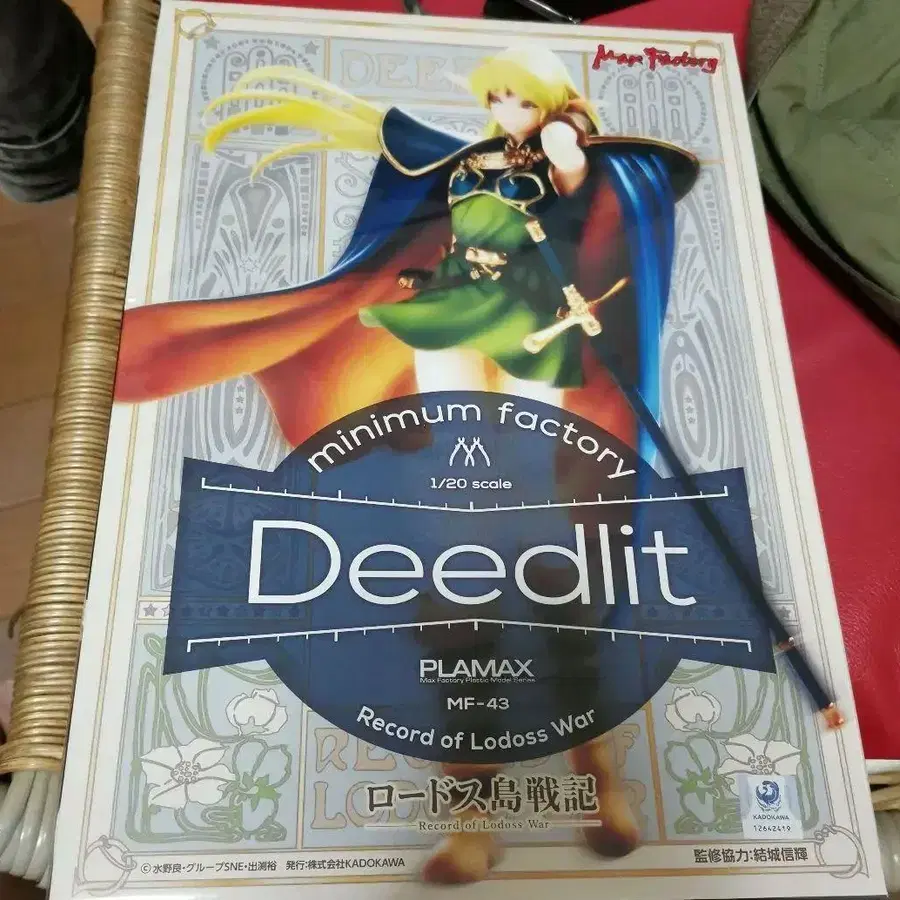 Max Factory
DEED
minimum factory
1/20 scale
Deedlit
PLAMAX
Max Factory Plastic Model Series
MF-43
Record of Lodoss War
ロードス島戦記
Record of Lodoss War
KADOKAWA
12642419
©水野良・グループSNE・出渕裕 発行:株式会社KADOKAWA
監修協力:結城信輝